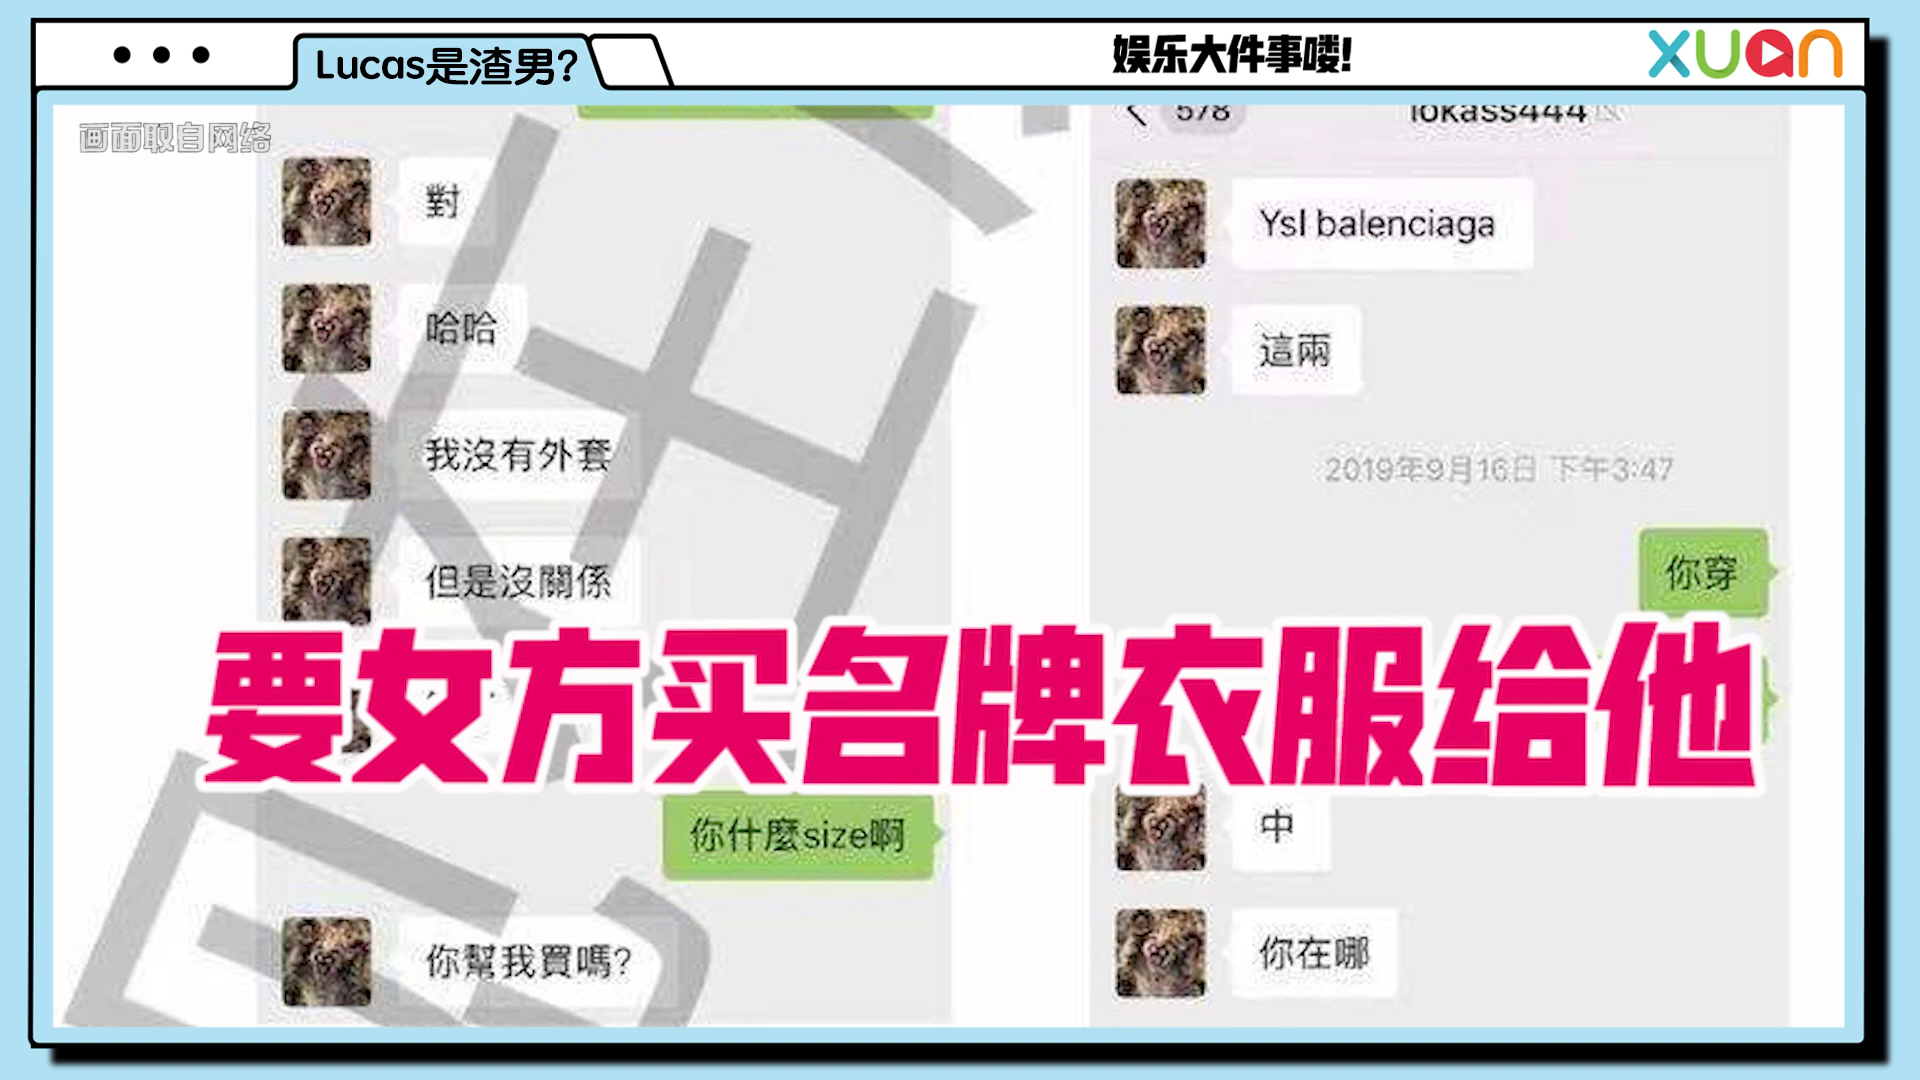 Lucas是渣男?
娱乐大件事喽!
XUAN
画面取自网络
對
哈哈
我沒有外套
但是沒關係
你什麼size啊
你幫我買嗎?
578
lokass444
Ysl balenciaga
這兩
2019年9月16日 下午3:47
你穿
中
你在哪
要女方买名牌衣服给他